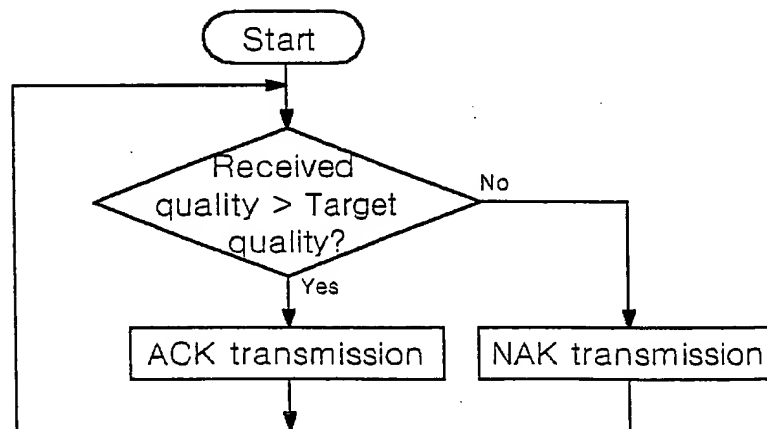 Start
Received
quality > Target
quality?
No
Yes
ACK transmission
NAK transmission